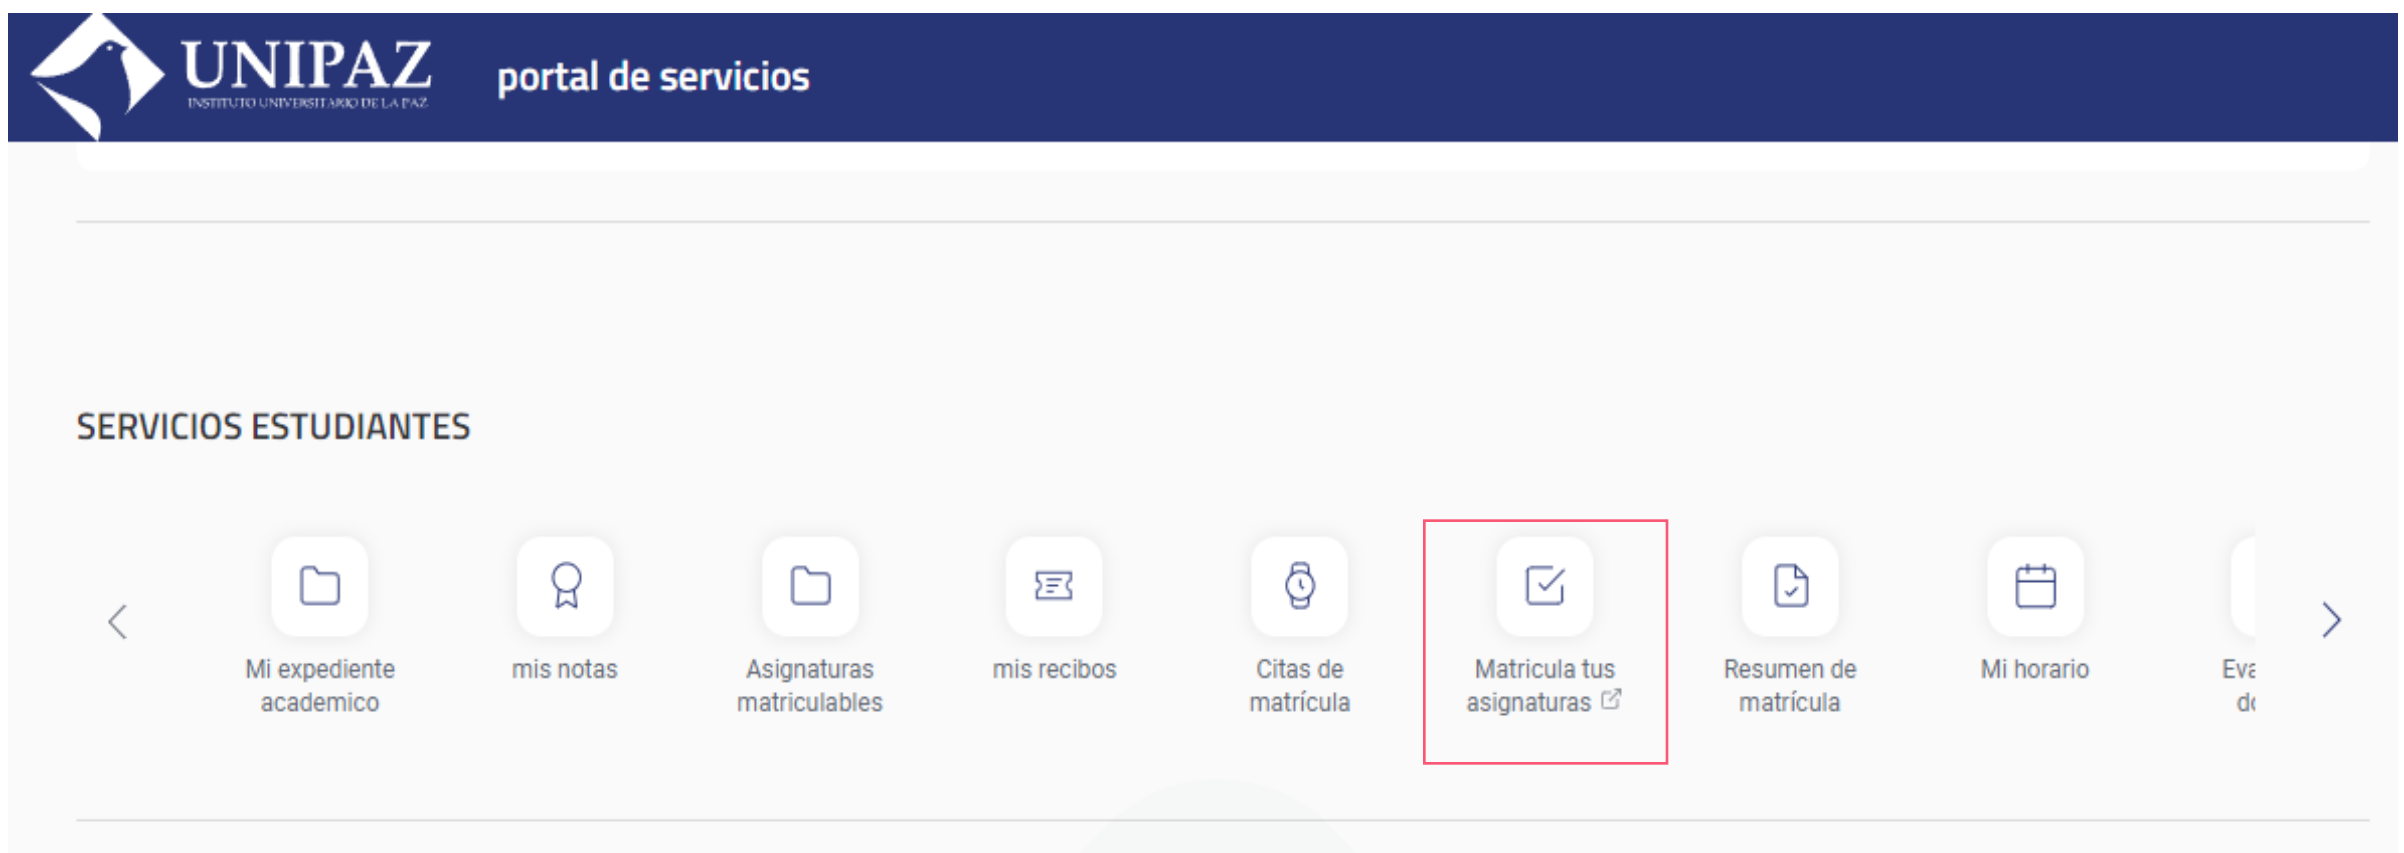 UNIPAZ
INSTITUTO UNIVERSITARIO DE LA PAZ
portal de servicios
SERVICIOS ESTUDIANTES
Mi expediente
academico
mis notas
Asignaturas
matriculables
mis recibos
Citas de
matrícula
Matricula tus
asignaturas
Resumen de
matrícula
Mi horario